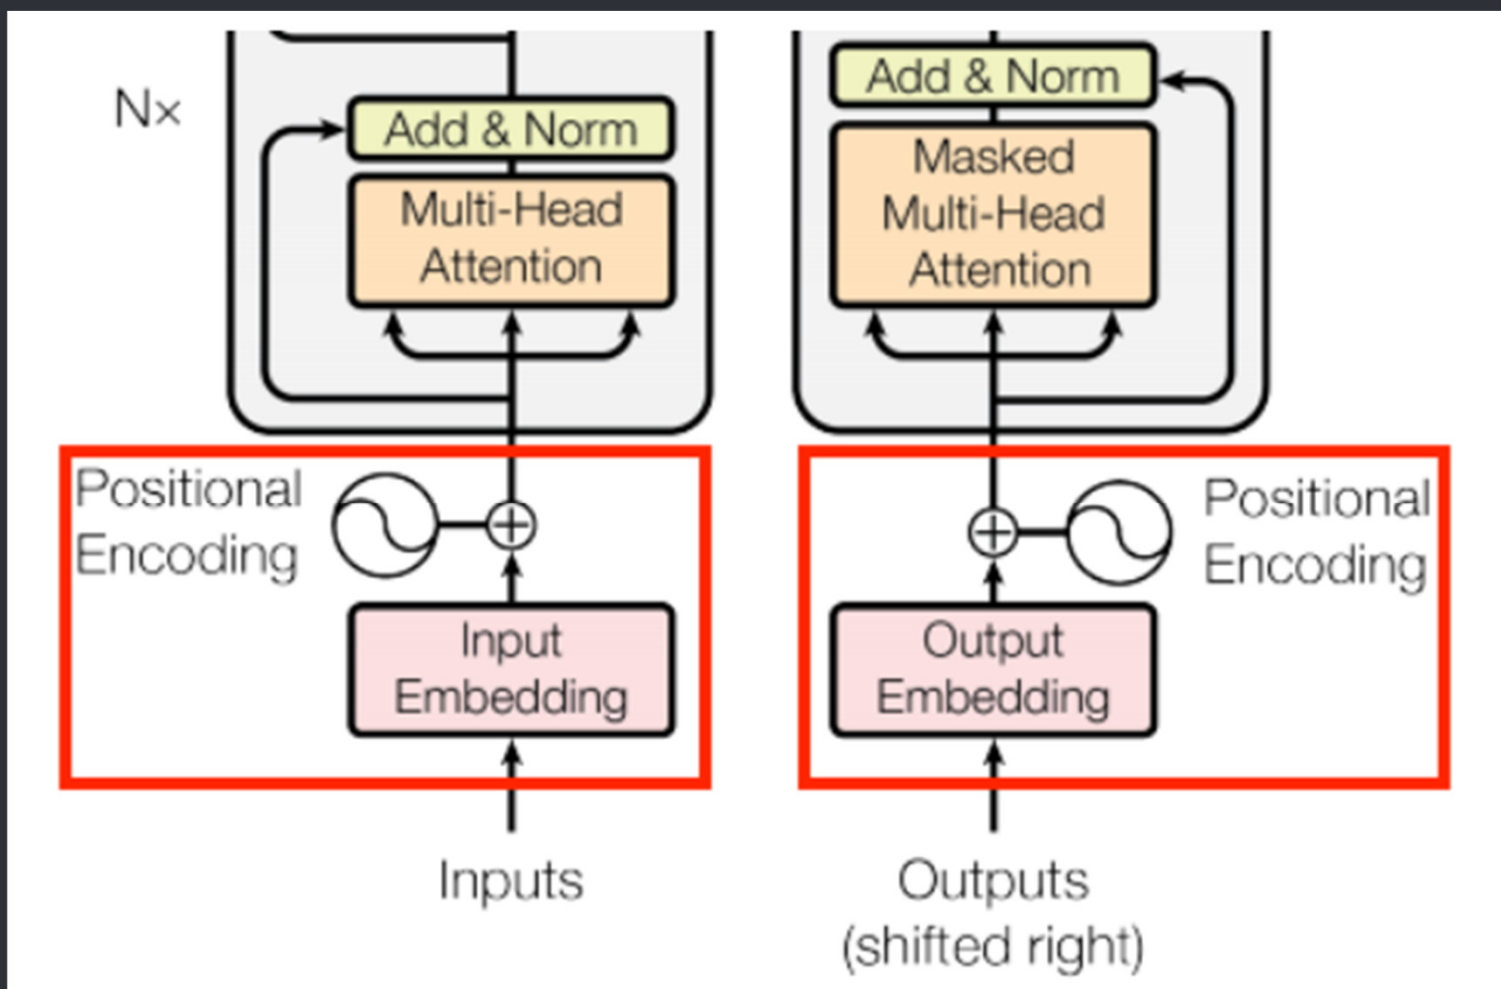 N×
Add & Norm
Multi-Head
Attention
Positional
Encoding
Input
Embedding
Inputs
Add & Norm
Masked
Multi-Head
Attention
Positional
Encoding
Output
Embedding
Outputs
(shifted right)